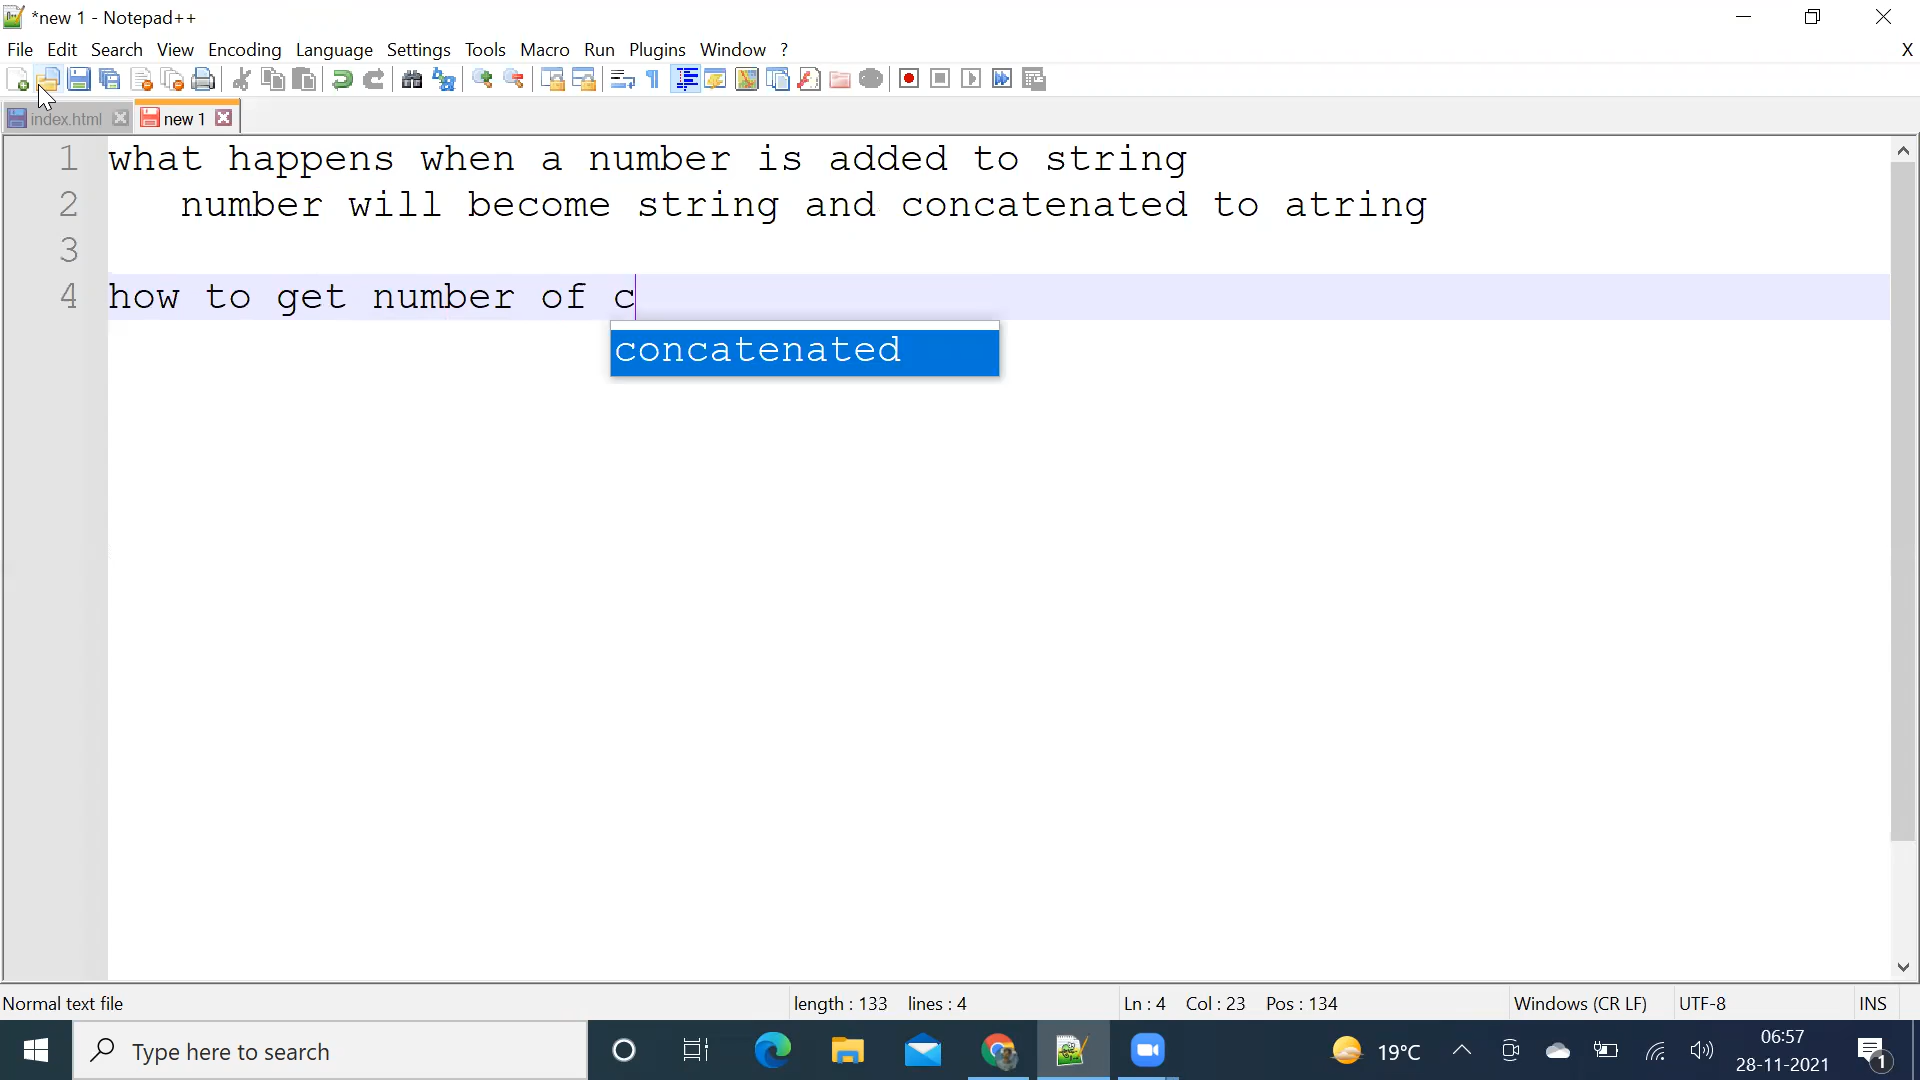 *new 1 - Notepad++
File Edit Search View Encoding Language Settings Tools Macro Run Plugins Window ? X
index.html new 1
1 what happens when a number is added to string
2 number will become string and concatenated to atring
3
4 how to get number of c
concatenated
Normal text file length : 133 lines : 4 Ln : 4 Col : 23 Pos : 134 Windows (CR LF) UTF-8 INS
Type here to search 19°C 06:57
28-11-2021 1